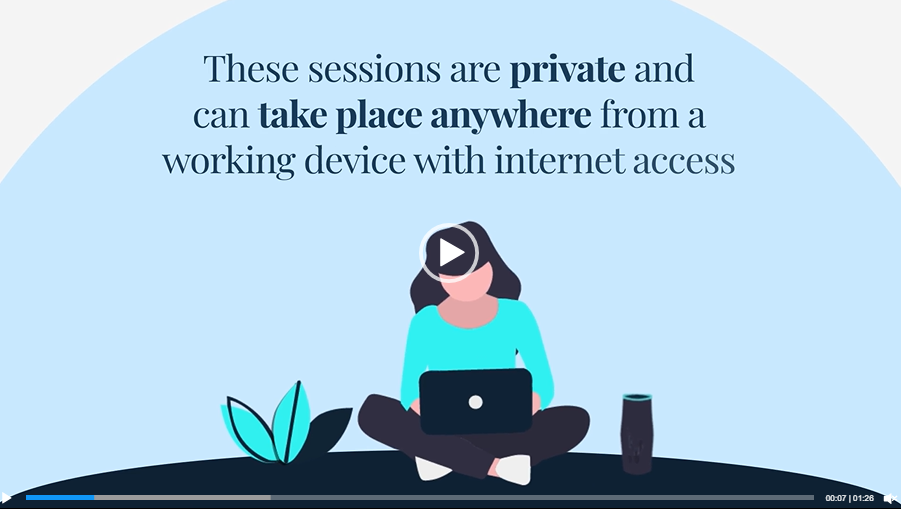 These sessions are private and
can take place anywhere from a
working device with internet access
00:07 | 01:26